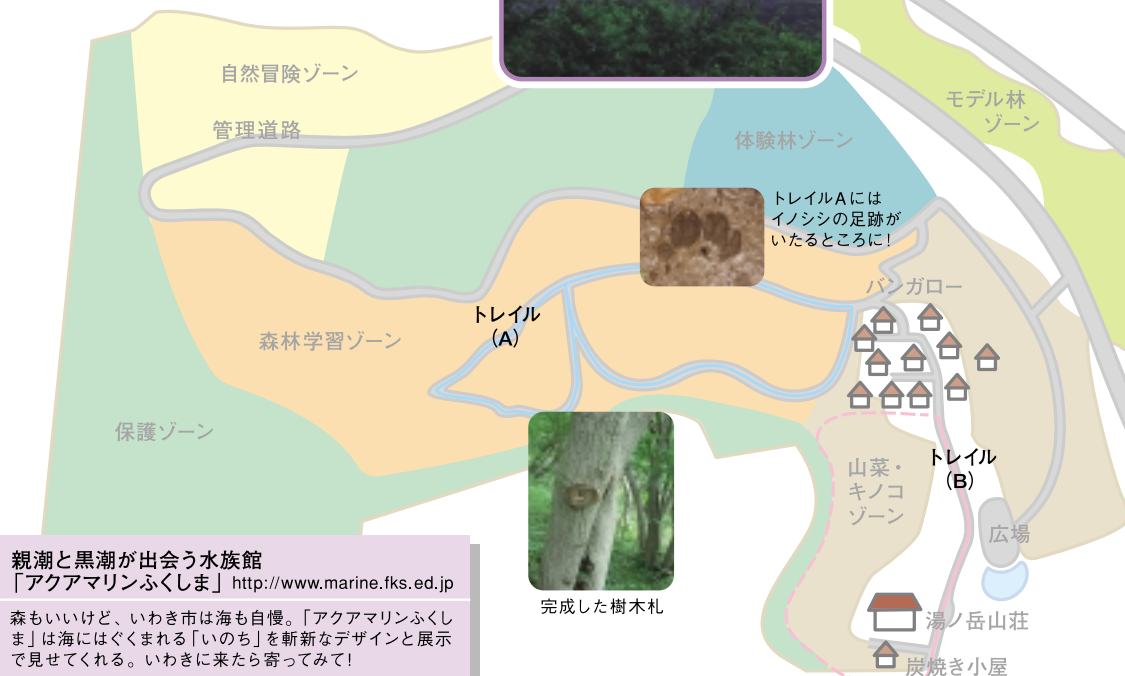 自然冒険ゾーン
管理道路
体験林ゾーン
モデル林
ゾーン
トレイルAには
イノシシの足跡が
いたるところに!
バンガロー
トレイル
(A)
森林学習ゾーン
保護ゾーン
トレイル
(B)
山菜・
キノコ
ゾーン
広場
完成した樹木札
湯ノ岳山荘
炭焼き小屋
親潮と黒潮が出会う水族館
「アクアマリンふくしま」http://www.marine.fks.ed.jp
森もいいけど、いわき市は海も自慢。「アクアマリンふくし
ま」は海にはぐくまれる「いのち」を斬新なデザインと展示
で見せてくれる。いわきに来たら寄ってみて!